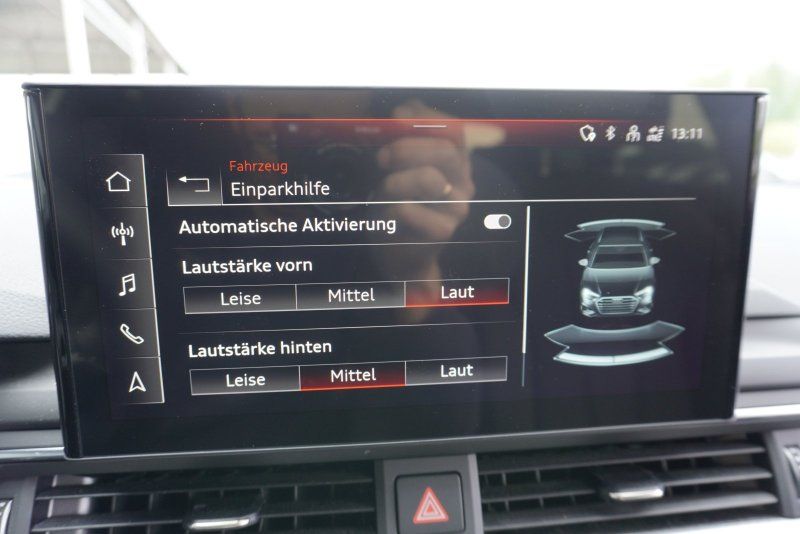 13:11
Fahrzeug
Einparkhilfe
Automatische Aktivierung
Lautstärke vorn
Leise Mittel Laut
Lautstärke hinten
Leise Mittel Laut